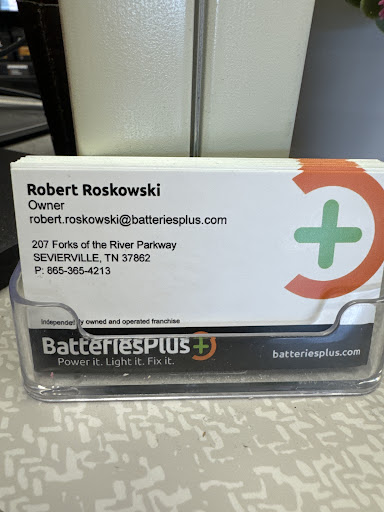 Robert Roskowski
Owner
robert.roskowski@batteriesplus.com
207 Forks of the River Parkway
SEVIERVILLE, TN 37862
P: 865-365-4213
Independently owned and operated franchise
BatteriesPlus+
Power it. Light it. Fix it.
batteriesplus.com